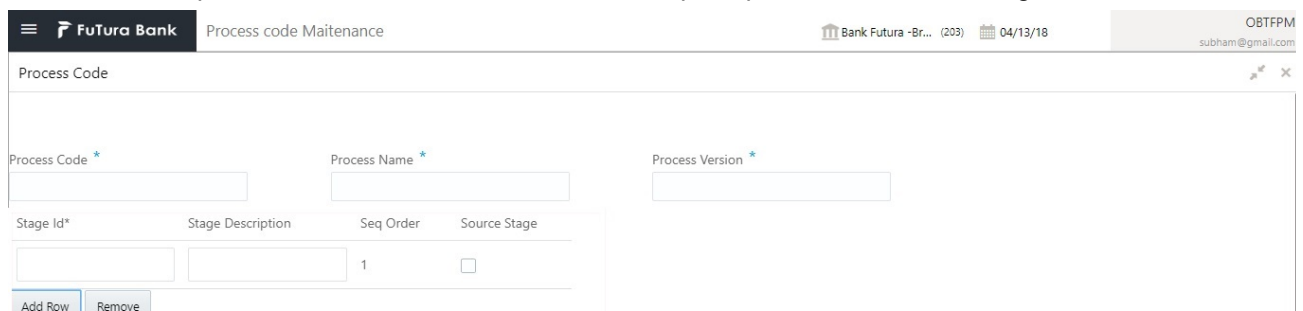 FuTura Bank Process code Maitenance Bank Futura -Br... (203) 04/13/18 OBTFPM
subham@gmail.com
Process Code
Process Code * Process Name * Process Version *
Stage Id* Stage Description Seq Order Source Stage
1
Add Row Remove